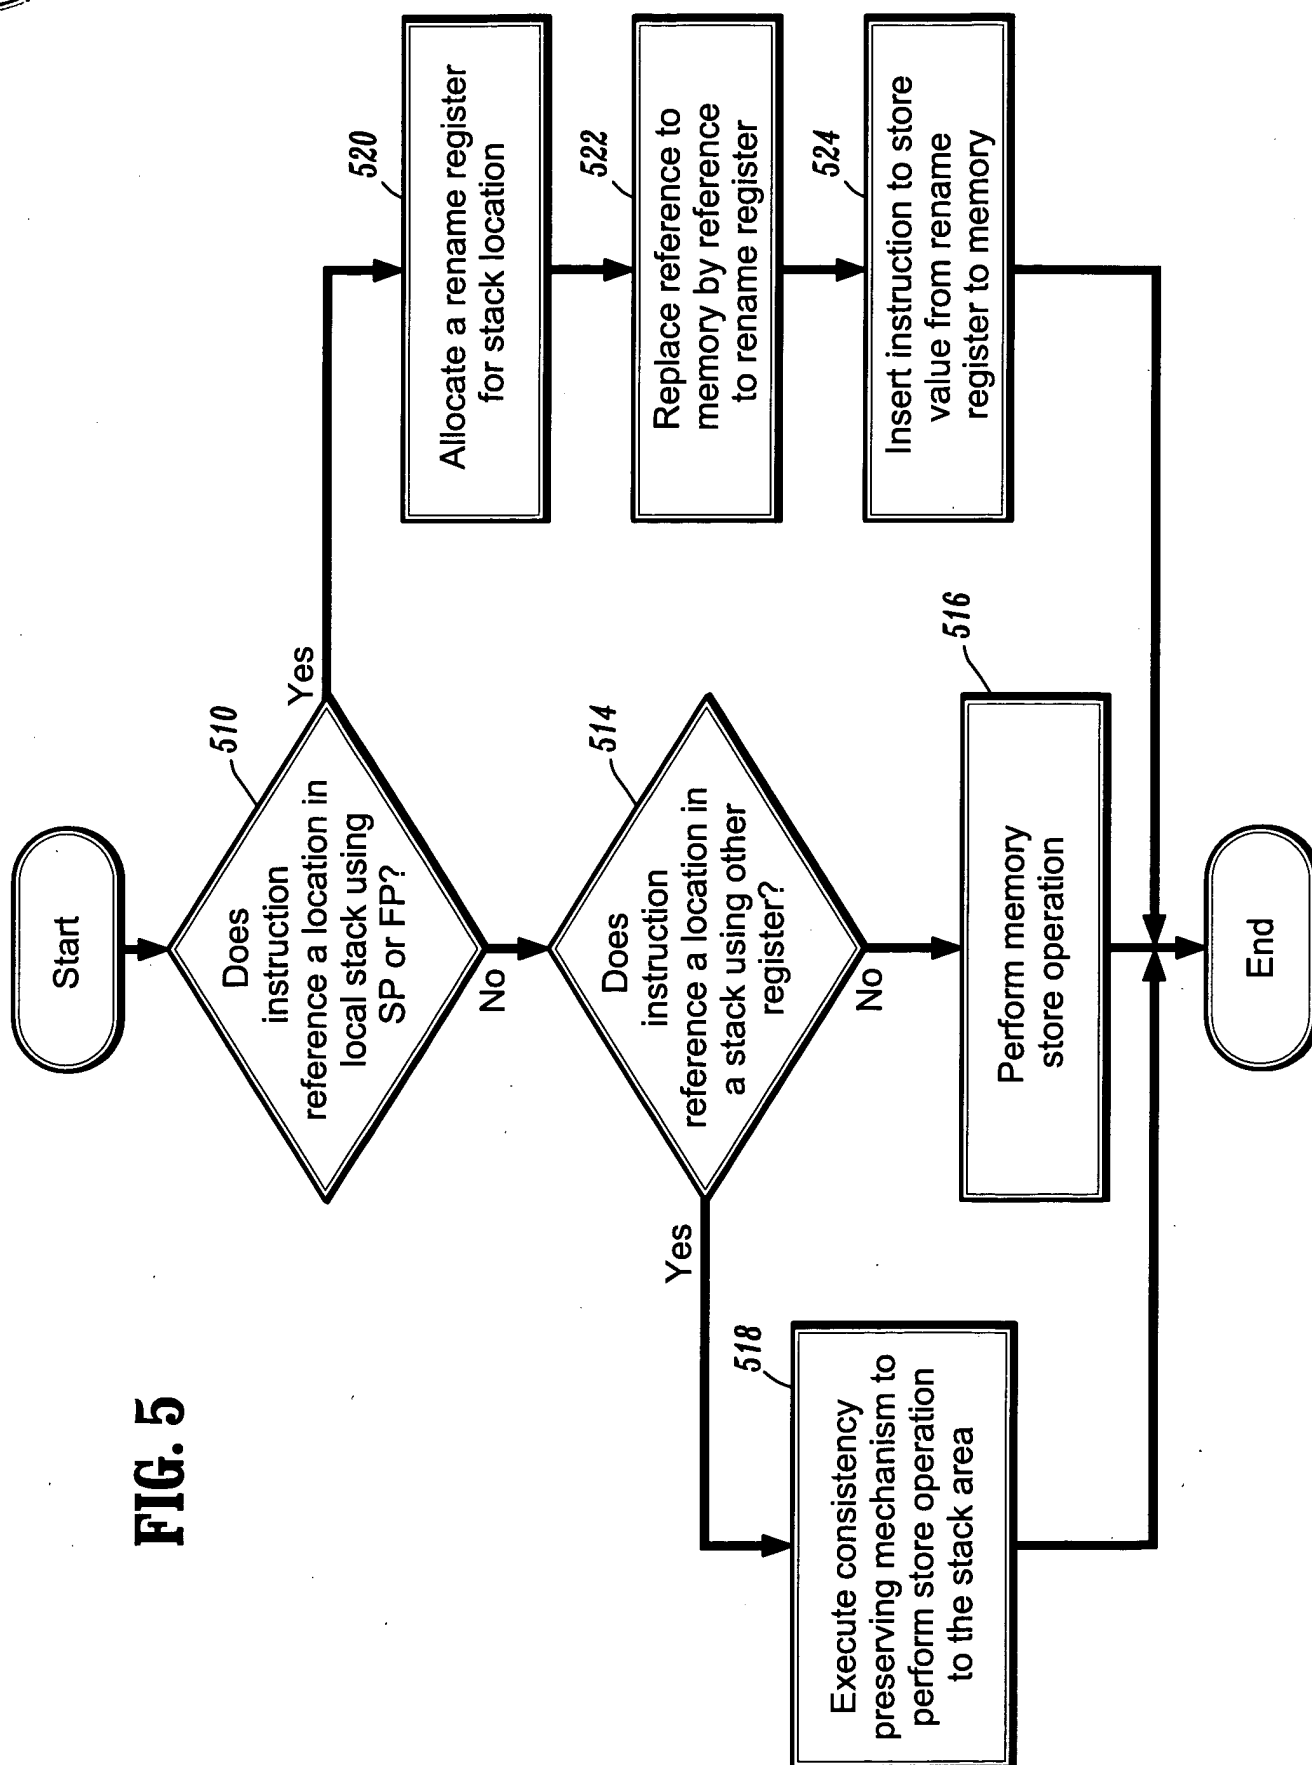 FIG. 5
Start
510
Does
instruction
reference a location in
local stack using
SP or FP?
Yes
No
520
Allocate a rename register
for stack location
522
Replace reference to
memory by reference
to rename register
524
Insert instruction to store
value from rename
register to memory
514
Does
instruction
reference a location in
a stack using other
register?
Yes
No
518
Execute consistency
preserving mechanism to
perform store operation
to the stack area
516
Perform memory
store operation
End